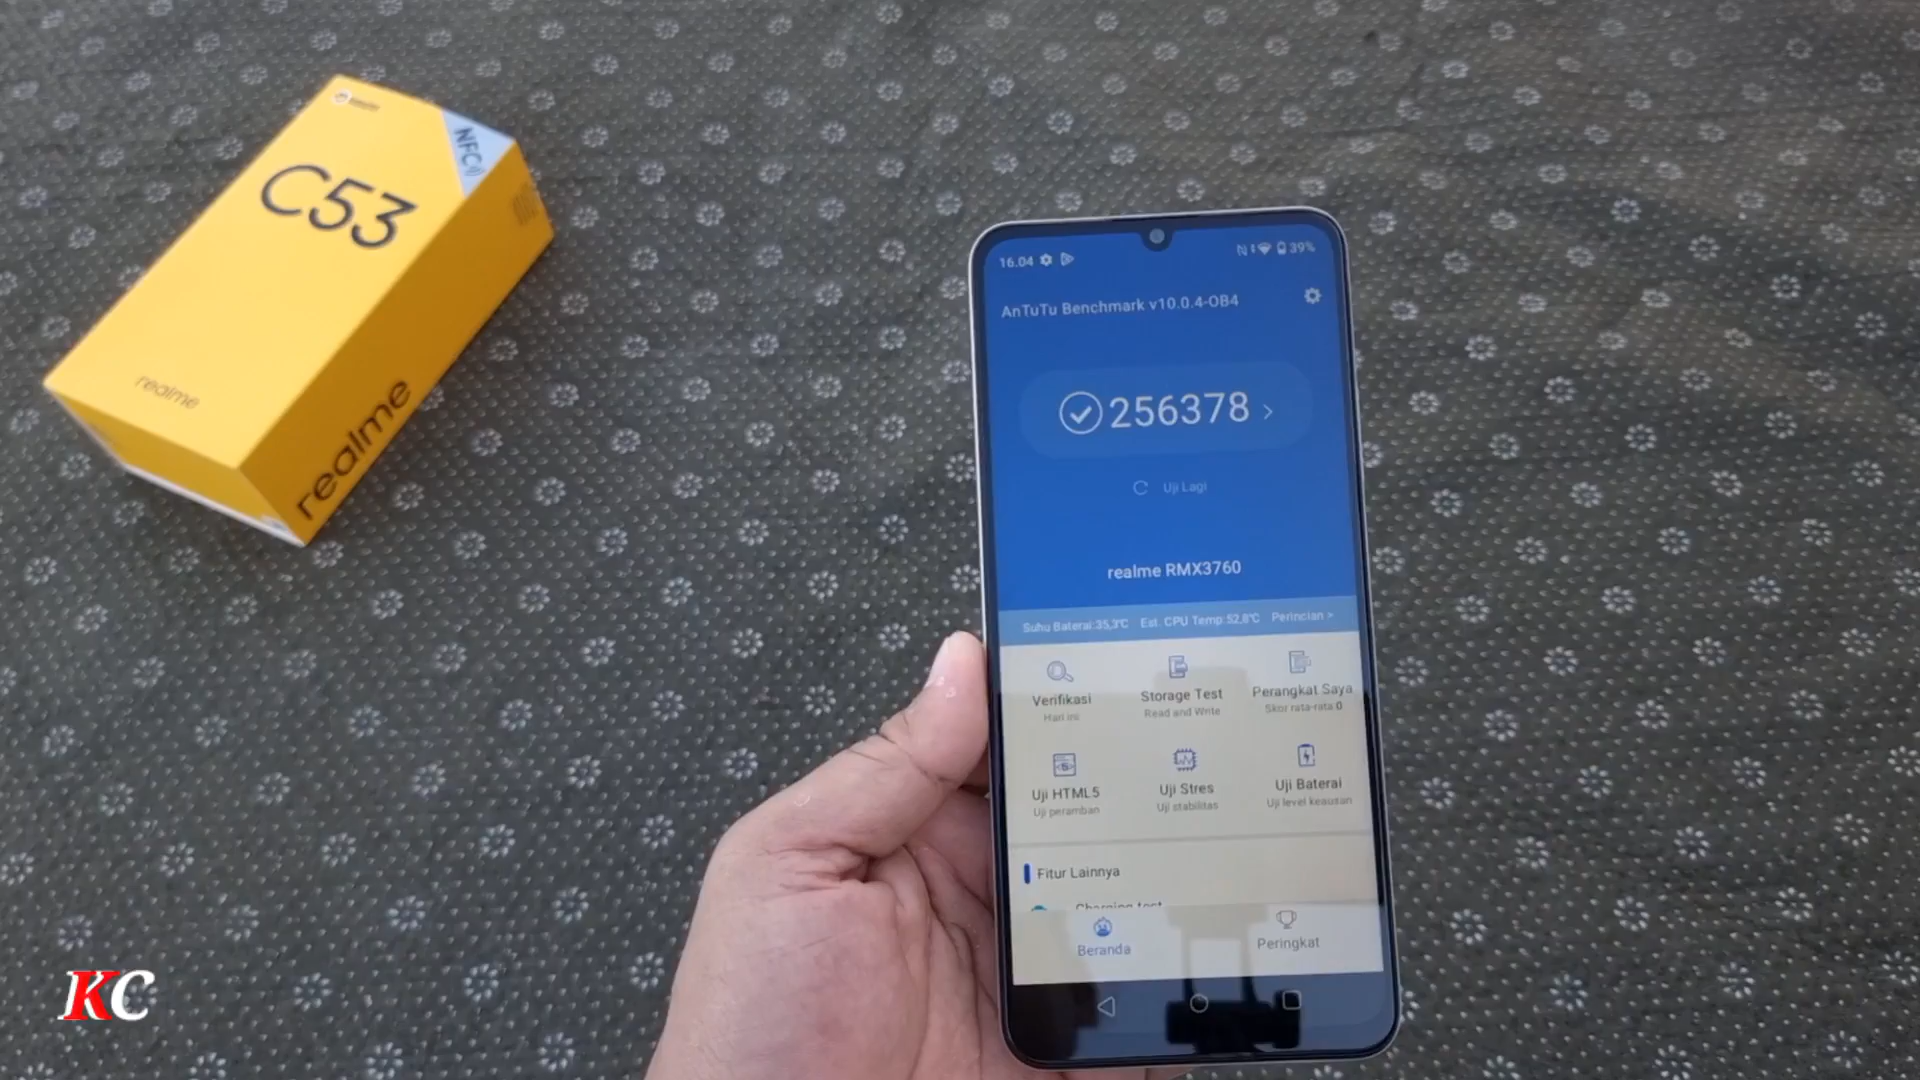 NFC
C53
realme
realme
16.04
39%
AnTuTu Benchmark v10.0.4-OB4
256378
Uji Lagi
realme RMX3760
Suhu Baterai:35,3°C Est. CPU Temp:52,8°C Perincian >
Verifikasi
Hari ini
Storage Test
Read and Write
Perangkat Saya
Skor rata-rata 0
Uji HTML5
Uji peramban
Uji Stres
Uji stabilitas
Uji Baterai
Uji level keausan
Fitur Lainnya
Charging test
Beranda
Peringkat
KC